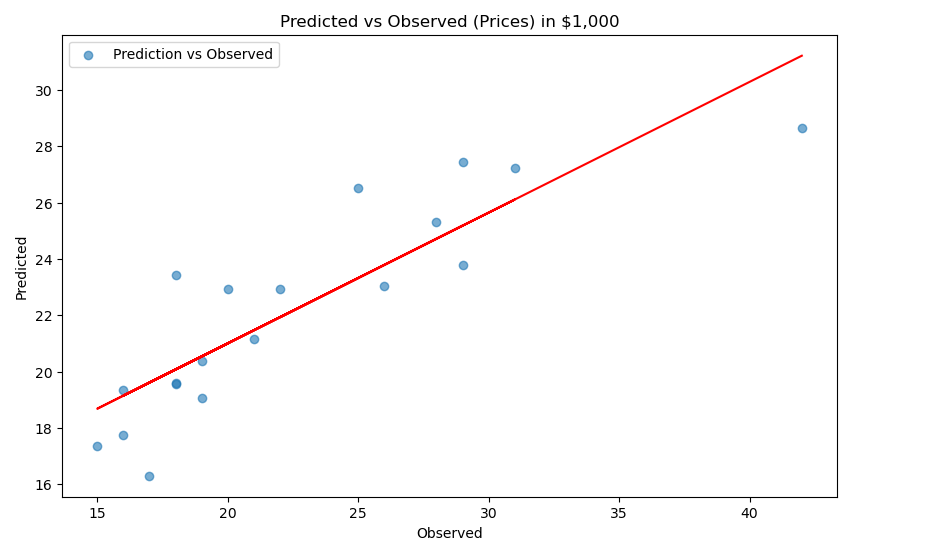 Predicted vs Observed (Prices) in $1,000
Prediction vs Observed
Predicted
30
28
26
24
22
20
18
16
15 20 25 30 35 40
Observed